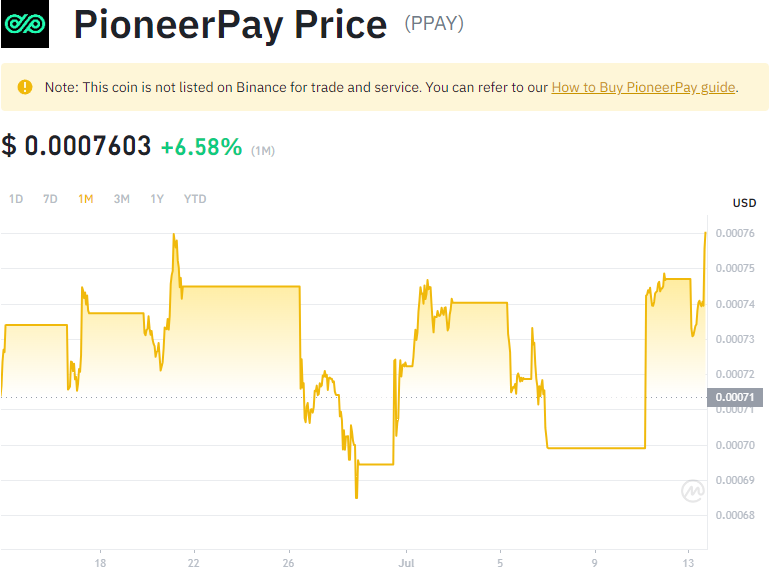 PioneerPay Price (PPAY)
Note: This coin is not listed on Binance for trade and service. You can refer to our How to Buy PioneerPay guide.
$ 0.0007603 +6.58% (1M)
1D 7D 1M 3M 1Y YTD
USD
0.00076
0.00075
0.00074
0.00073
0.00072
0.00071
0.00071
0.00070
0.00069
0.00068
18 22 26 Jul 5 9 13